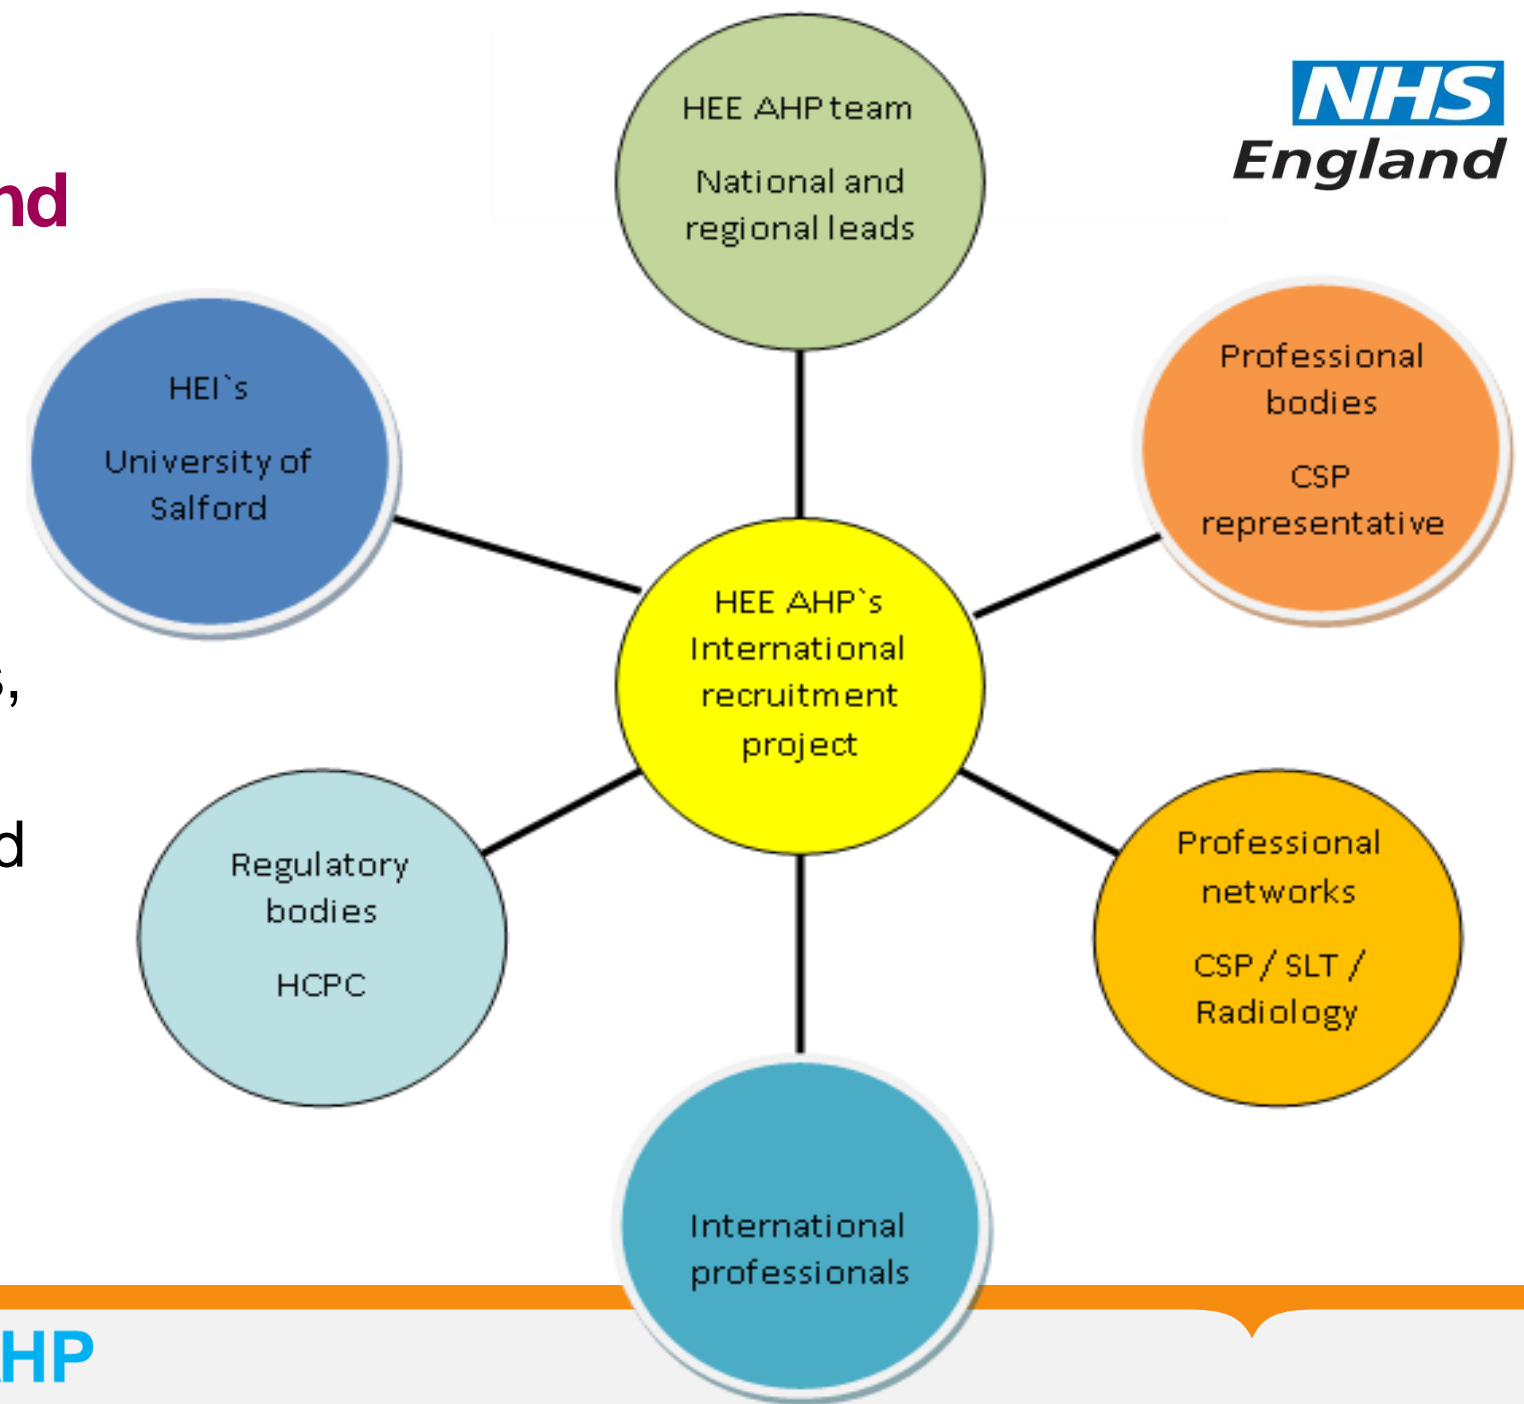 NHS
England
nd
s,
d
HEE AHP team
National and
regional leads
HEI`s
University of
Salford
Professional
bodies
CSP
representative
HEE AHP`s
International
recruitment
project
Regulatory
bodies
HCPC
Professional
networks
CSP / SLT /
Radiology
International
professionals
AHP